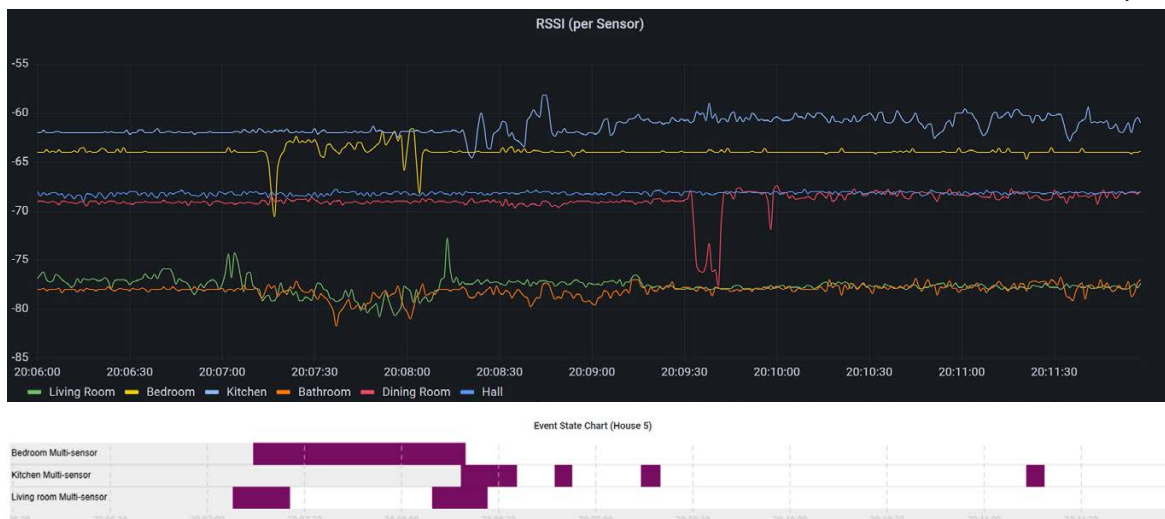 RSSI (per Sensor)
-55
-60
-65
-70
-75
-80
-85
20:06:00 20:06:30 20:07:00 20:07:30 20:08:00 20:08:30 20:09:00 20:09:30 20:10:00 20:10:30 20:11:00 20:11:30
Living Room Bedroom Kitchen Bathroom Dining Room Hall
Event State Chart (House 5)
Bedroom Multi-sensor
Kitchen Multi-sensor
Living room Multi-sensor